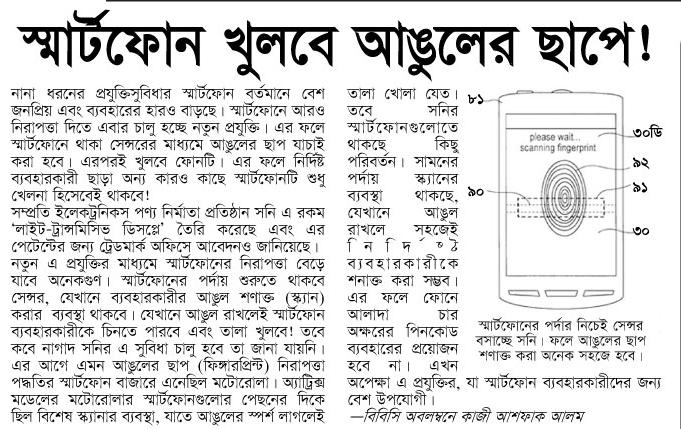 স্মার্টফোন খুলবে আঙুলের ছাপে!
নানা ধরনের প্রযুক্তিসুবিধার স্মার্টফোন বর্তমানে বেশ
জনপ্রিয় এবং ব্যবহারের হারও বাড়ছে। স্মার্টফোনে আরও
নিরাপত্তা দিতে এবার চালু হচ্ছে নতুন প্রযুক্তি। এর ফলে
স্মার্টফোনে থাকা সেন্সরের মাধ্যমে আঙুলের ছাপ যাচাই
করা হবে। এরপরই খুলবে ফোনটি। এর ফলে নির্দিষ্ট
ব্যবহারকারী ছাড়া অন্য কারও কাছে স্মার্টফোনটি শুধু
খেলনা হিসেবেই থাকবে!
সম্প্রতি ইলেকট্রনিকস পণ্য নির্মাতা প্রতিষ্ঠান সনি এ রকম
‘লাইট-ট্রান্সমিসিভ ডিসপ্লে’ তৈরি করেছে এবং এর
পেটেন্টের জন্য ট্রেডমার্ক অফিসে আবেদনও জানিয়েছে।
নতুন এ প্রযুক্তির মাধ্যমে স্মার্টফোনের নিরাপত্তা বেড়ে
যাবে অনেকগুণ। স্মার্টফোনের পর্দায় শুরুতে থাকবে
সেন্সর, যেখানে ব্যবহারকারীর আঙুল শণাক্ত (স্ক্যান)
করার ব্যবস্থা থাকবে। যেখানে আঙুল রাখলেই স্মার্টফোন
ব্যবহারকারীকে চিনতে পারবে এবং তালা খুলবে! তবে
কবে নাগাদ সনির এ সুবিধা চালু হবে তা জানা যায়নি।
এর আগে এমন আঙুলের ছাপ (ফিঙ্গারপ্রিন্ট) নিরাপত্তা
পদ্ধতির স্মার্টফোন বাজারে এনেছিল মটোরোলা। অ্যাট্রিক্স
মডেলের মটোরোলার স্মার্টফোনগুলোর পেছনের দিকে
ছিল বিশেষ স্ক্যানার ব্যবস্থা, যাতে আঙুলের স্পর্শ লাগলেই
তালা খোলা যেত।
তবে সনির
স্মার্টফোনগুলোতে
থাকছে কিছু
পরিবর্তন। সামনের
পর্দায় স্ক্যানের
ব্যবস্থা থাকছে,
যেখানে আঙুল
রাখলে সহজেই
নির্দিষ্ট
ব্যবহারকারীকে
শনাক্ত করা সম্ভব।
এর ফলে ফোনে
আলাদা চার
অক্ষরের পিনকোড
ব্যবহারের প্রয়োজন
হবে না। এখন
অপেক্ষা এ প্রযুক্তির, যা স্মার্টফোন ব্যবহারকারীদের জন্য
বেশ উপযোগী।
—বিবিসি অবলম্বনে কাজী আশফাক আলম
৮১
please wait...
scanning fingerprint
৩০ডি
৯২
৯১
৯০
৩০
স্মার্টফোনের পর্দার নিচেই সেন্সর
বসাচ্ছে সনি। ফলে আঙুলের ছাপ
শণাক্ত করা অনেক সহজে হবে।